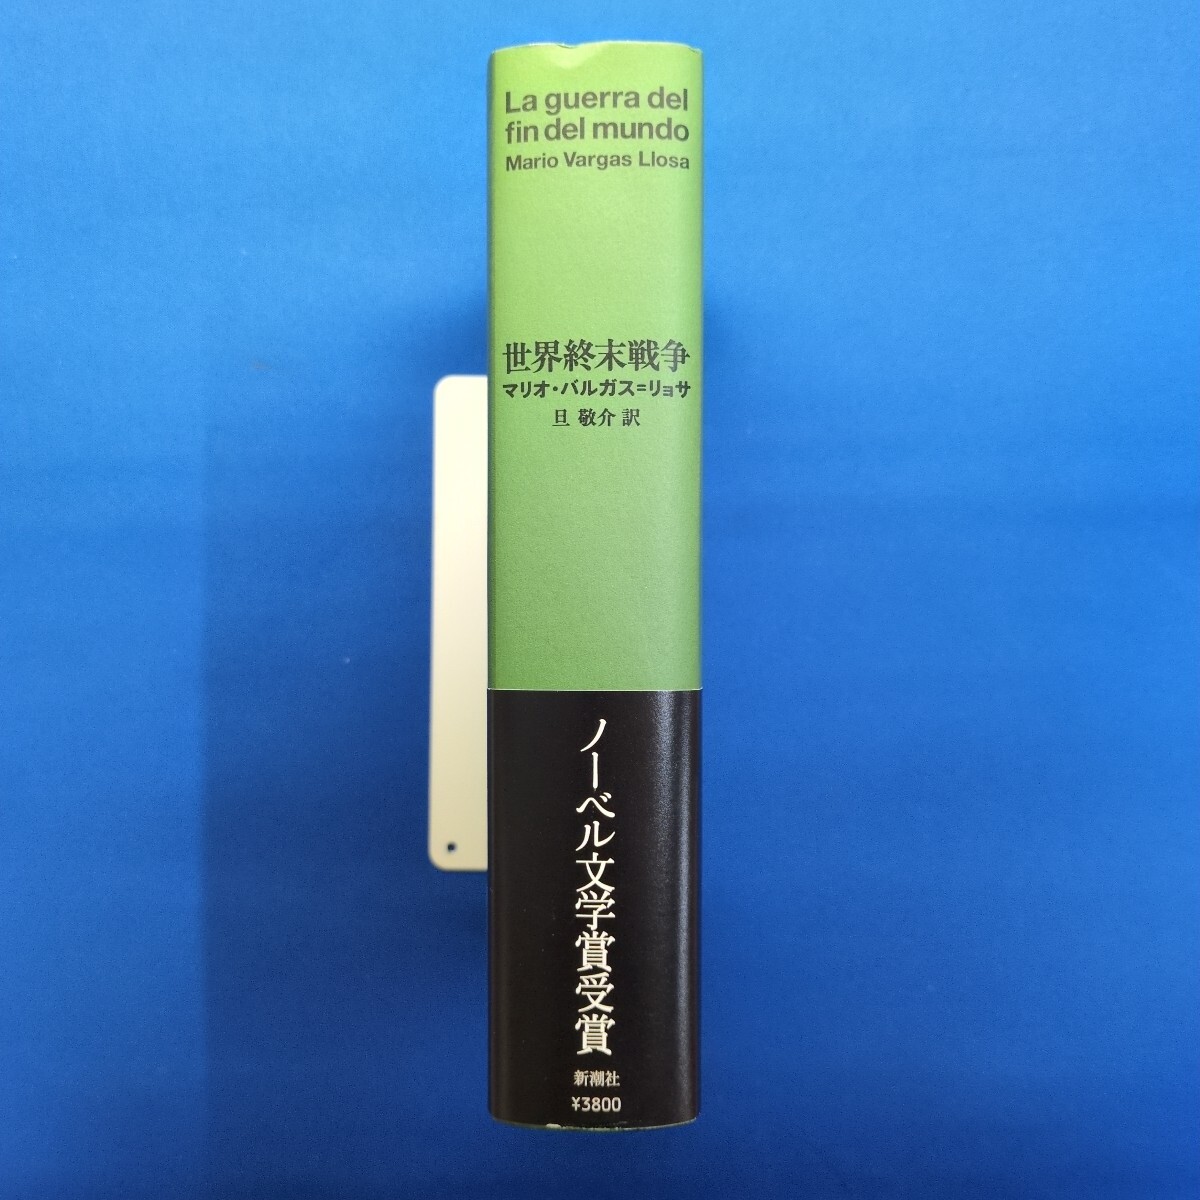 La guerra del
fin del mundo
Mario Vargas Llosa
世界終末戦争
マリオ・バルガス=リョサ
旦 敬介 訳
ノーベル文学賞受賞
新潮社
¥3800